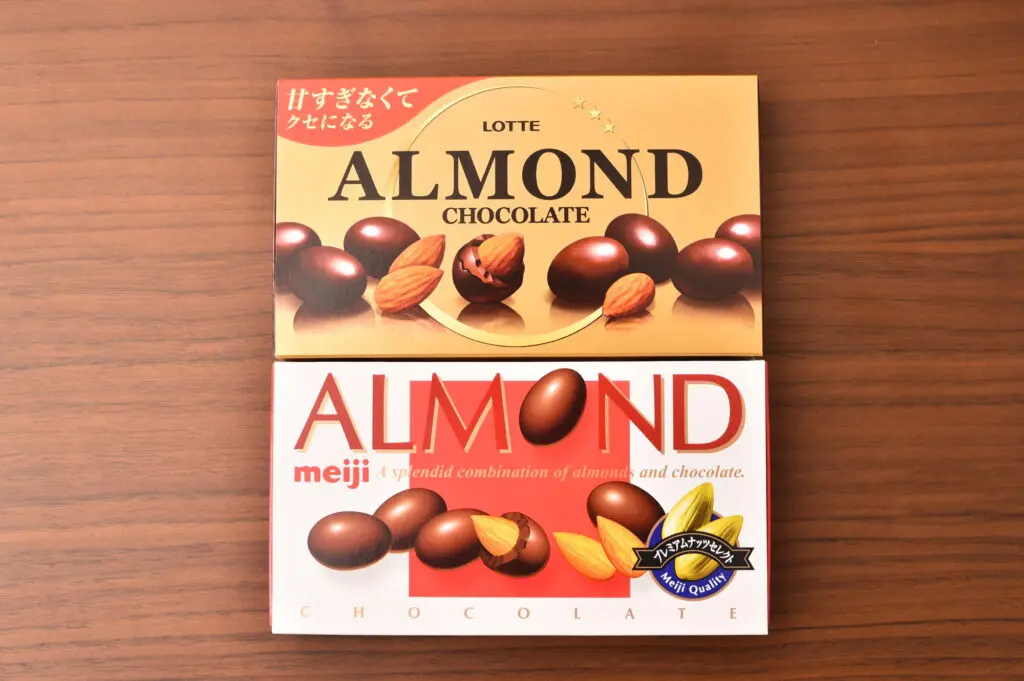 甘すぎなくて
クセになる
LOTTE
ALMOND
CHOCOLATE
ALMOND
meiji A splendid combination of almonds and chocolate.
プレミアムナッツセレクト
Meiji Quality
CHOCOLATE